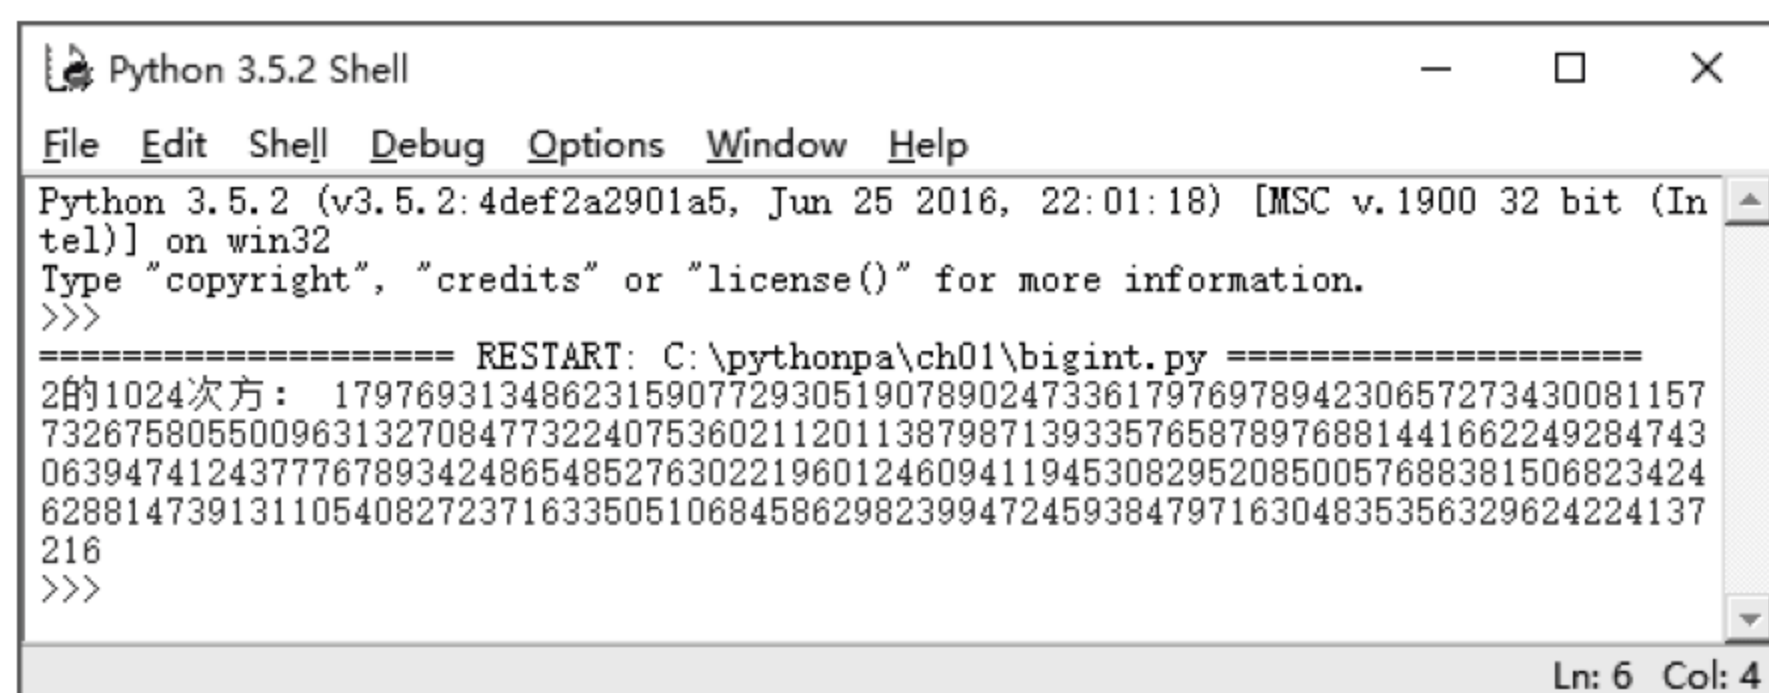 Python 3.5.2 Shell
File Edit Shell Debug Options Window Help
Python 3.5.2 (v3.5.2:4def2a2901a5, Jun 25 2016, 22:01:18) [MSC v.1900 32 bit (In
tel)] on win32
Type "copyright", "credits" or "license()" for more information.
>>>
==================== RESTART: C:\pythonpa\ch01\bigint.py ====================
2的1024次方： 179769313486231590772930519078902473361797697894230657273430081157
73267580550096313270847732240753602112011387987139335765878976881441662249284743
06394741243777678934248654852763022196012460941194530829520850057688381506823424
62881473913110540827237163350510684586298239947245938479716304835356329624224137
216
>>>
Ln: 6 Col: 4